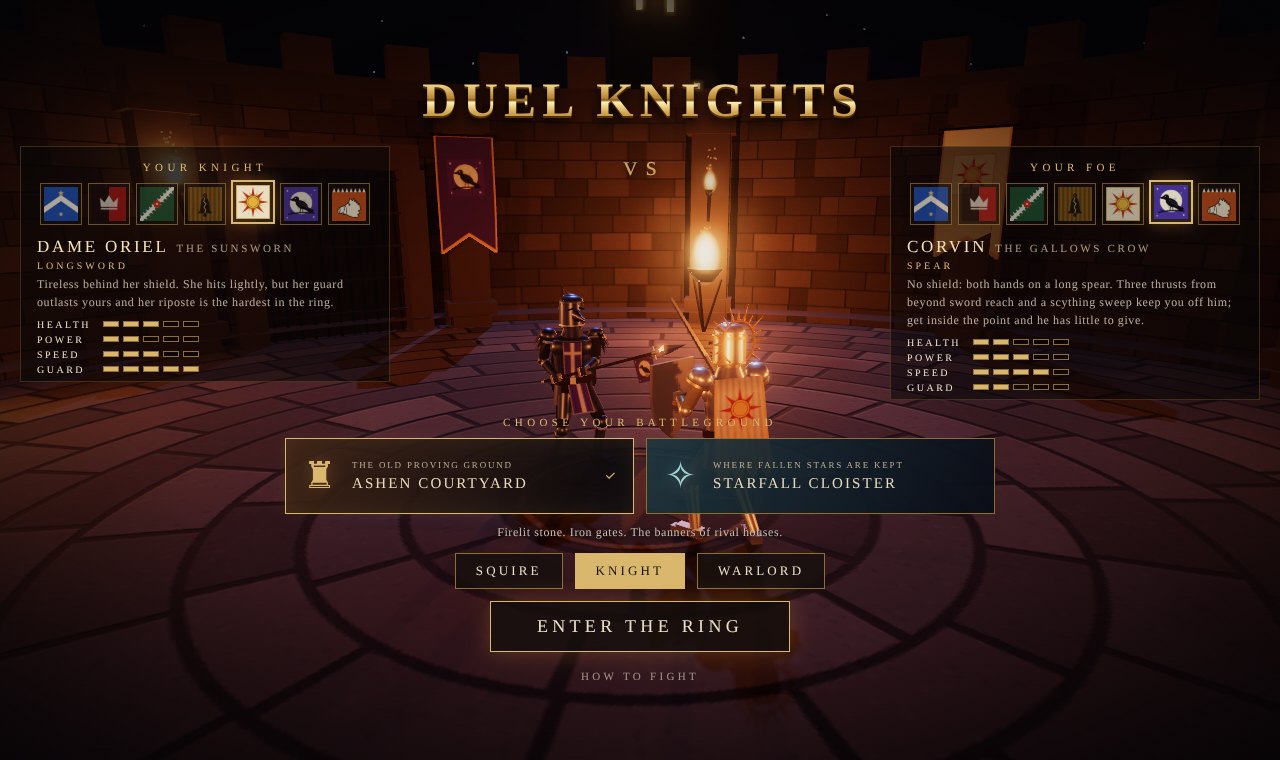 DUEL KNIGHTS
YOUR KNIGHT
DAME ORIEL THE SUNSWORN
LONGSWORD
Tireless behind her shield. She hits lightly, but her guard
outlasts yours and her riposte is the hardest in the ring.
HEALTH
POWER
SPEED
GUARD
VS
YOUR FOE
CORVIN THE GALLOWS CROW
SPEAR
No shield: both hands on a long spear. Three thrusts from
beyond sword reach and a scything sweep keep you off him;
get inside the point and he has little to give.
HEALTH
POWER
SPEED
GUARD
CHOOSE YOUR BATTLEGROUND
THE OLD PROVING GROUND
ASHEN COURTYARD
WHERE FALLEN STARS ARE KEPT
STARFALL CLOISTER
Firelit stone. Iron gates. The banners of rival houses.
SQUIRE
KNIGHT
WARLORD
ENTER THE RING
HOW TO FIGHT